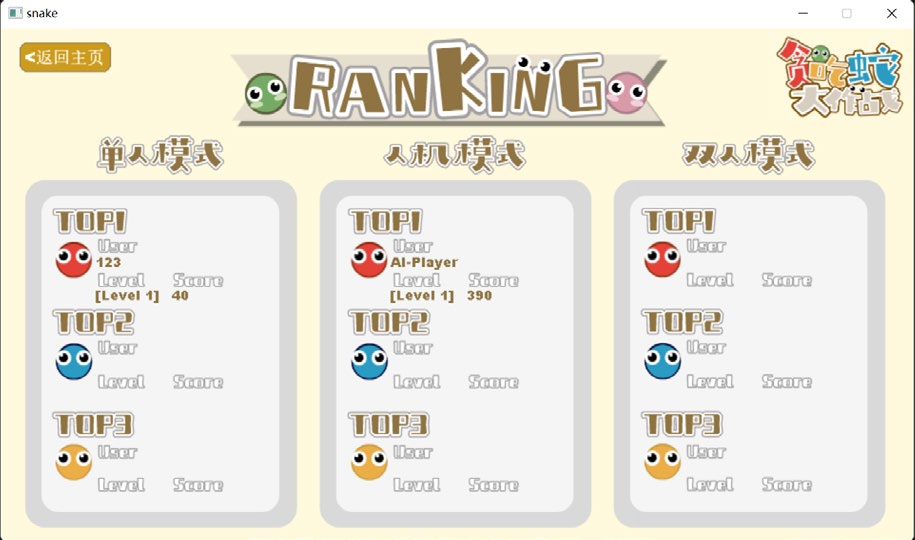 snake
<返回主页
RANKING
贪吃蛇
大作战
单人模式
TOP1
User
123
Level Score
[Level 1] 40
TOP2
User
Level Score
TOP3
User
Level Score
人机模式
TOP1
User
AI-Player
Level Score
[Level 1] 390
TOP2
User
Level Score
TOP3
User
Level Score
双人模式
TOP1
User
Level Score
TOP2
User
Level Score
TOP3
User
Level Score